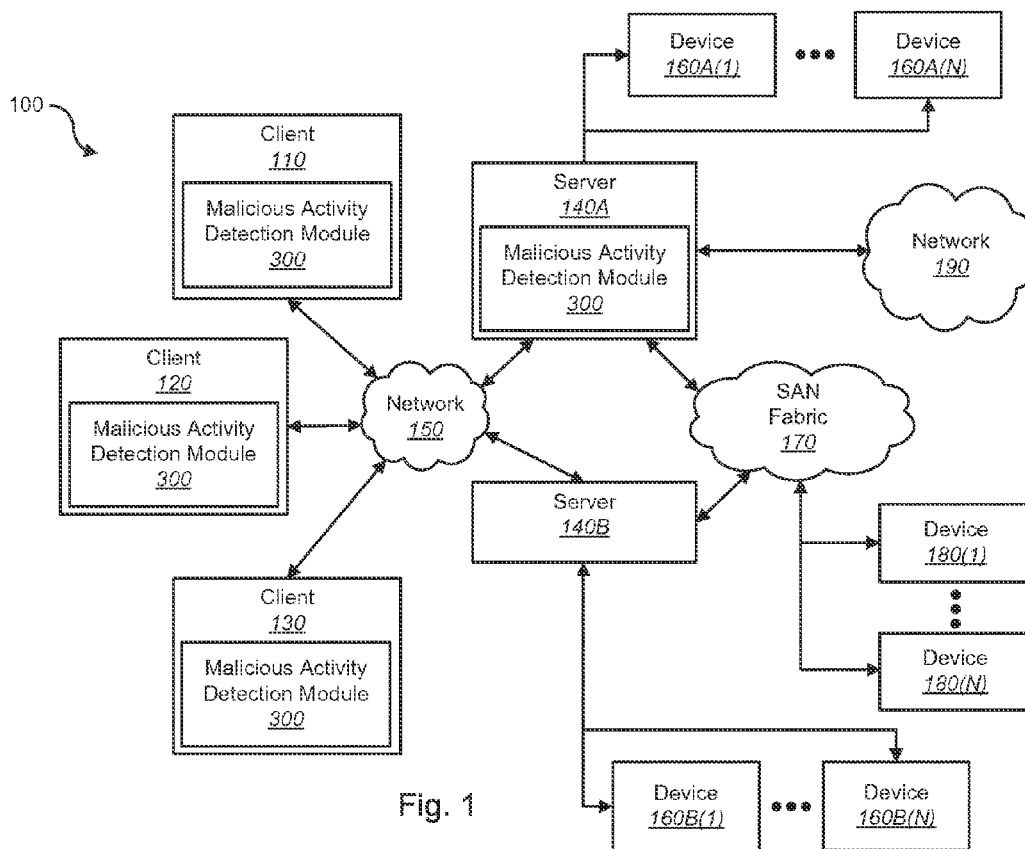 100
Device
160A(1)
Device
160A(N)
Client
110
Malicious Activity
Detection Module
300
Server
140A
Malicious Activity
Detection Module
300
Network
190
Client
120
Malicious Activity
Detection Module
300
Network
150
SAN
Fabric
170
Server
140B
Device
180(1)
Device
180(N)
Client
130
Malicious Activity
Detection Module
300
Device
160B(1)
Device
160B(N)
Fig. 1